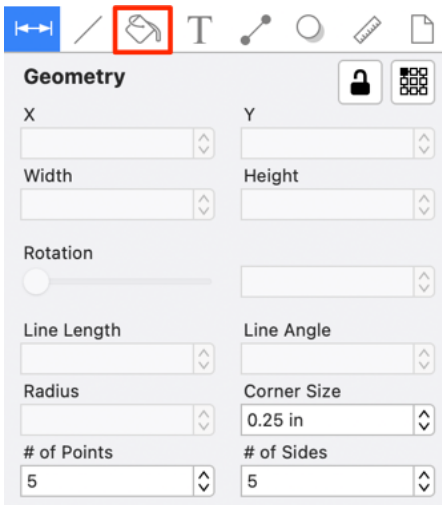 T
Geometry
X Y
Width Height
Rotation
Line Length Line Angle
Radius Corner Size
0.25 in
# of Points # of Sides
5 5